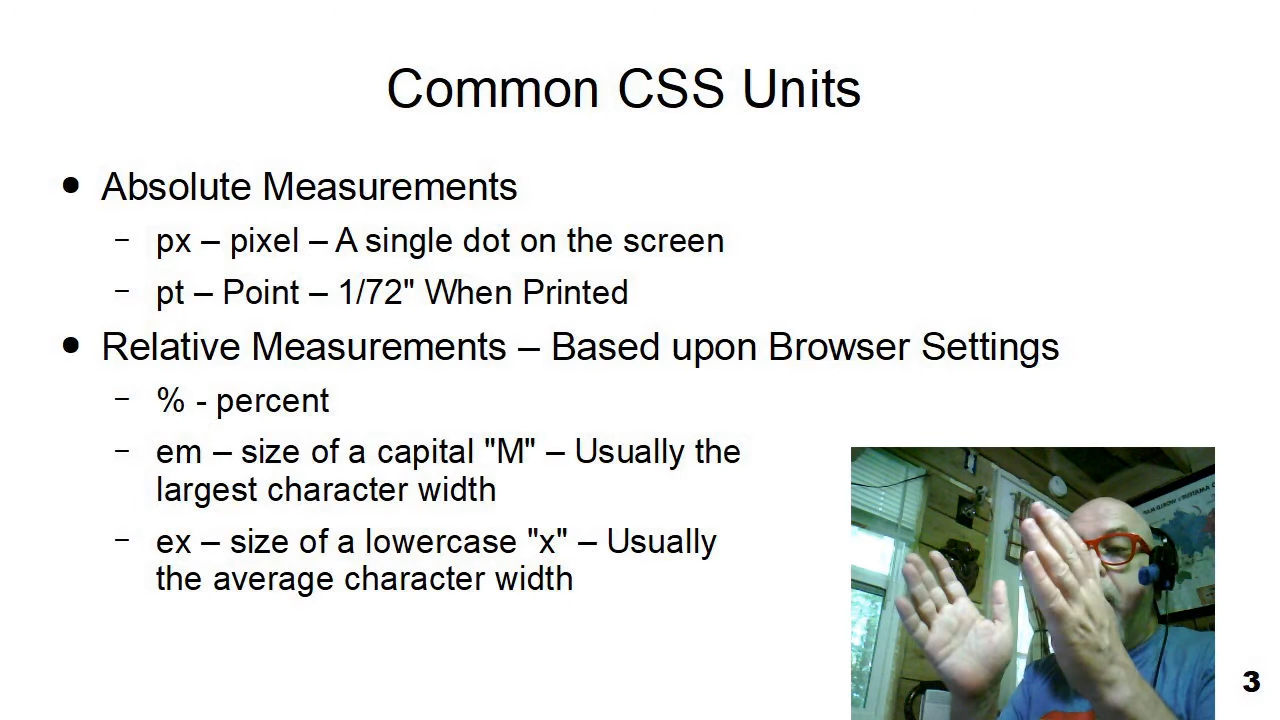 Common CSS Units
● Absolute Measurements
– px – pixel – A single dot on the screen
– pt – Point – 1/72" When Printed
● Relative Measurements – Based upon Browser Settings
– % - percent
– em – size of a capital "M" – Usually the
largest character width
– ex – size of a lowercase "x" – Usually
the average character width
3